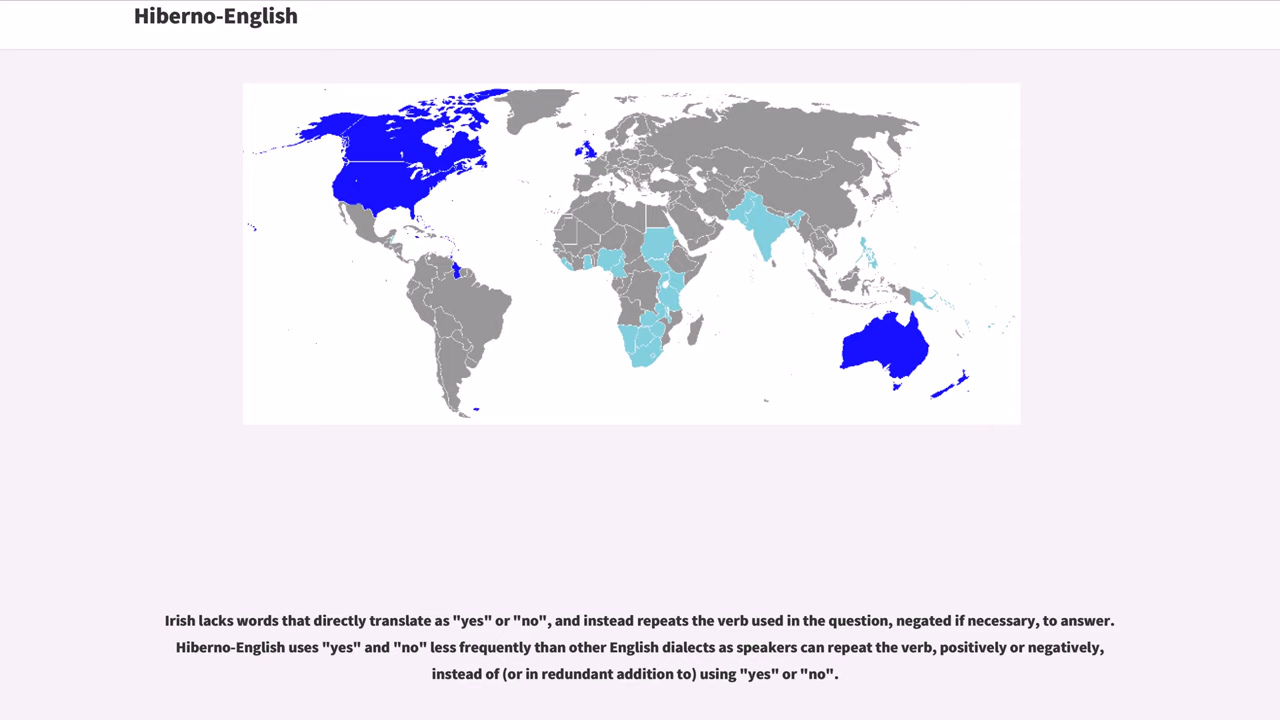 Hiberno-English
Irish lacks words that directly translate as "yes" or "no", and instead repeats the verb used in the question, negated if necessary, to answer.
Hiberno-English uses "yes" and "no" less frequently than other English dialects as speakers can repeat the verb, positively or negatively,
instead of (or in redundant addition to) using "yes" or "no".